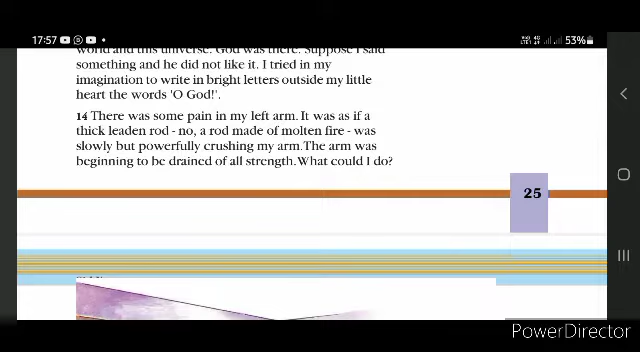 17:57
53%
world and this universe. God was there. Suppose I said
something and he did not like it. I tried in my
imagination to write in bright letters outside my little
heart the words 'O God!'.
14 There was some pain in my left arm. It was as if a
thick leaden rod - no, a rod made of molten fire - was
slowly but powerfully crushing my arm. The arm was
beginning to be drained of all strength. What could I do?
25
PowerDirector